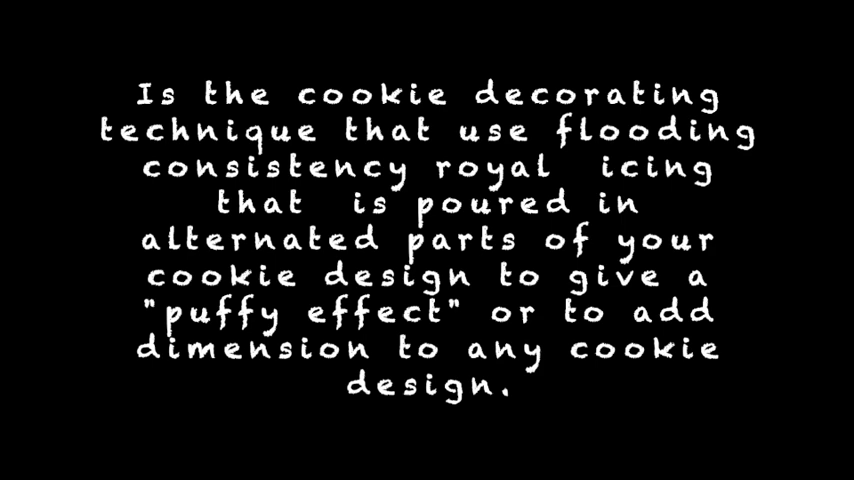 Is the cookie decorating
technique that use flooding
consistency royal icing
that is poured in
alternated parts of your
cookie design to give a
"puffy effect" or to add
dimension to any cookie
design.